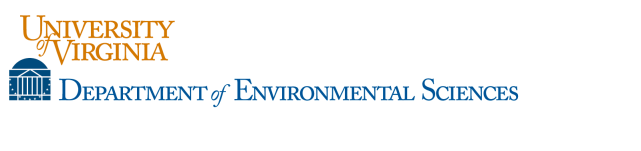 UNIVERSITY
of VIRGINIA
DEPARTMENT of ENVIRONMENTAL SCIENCES